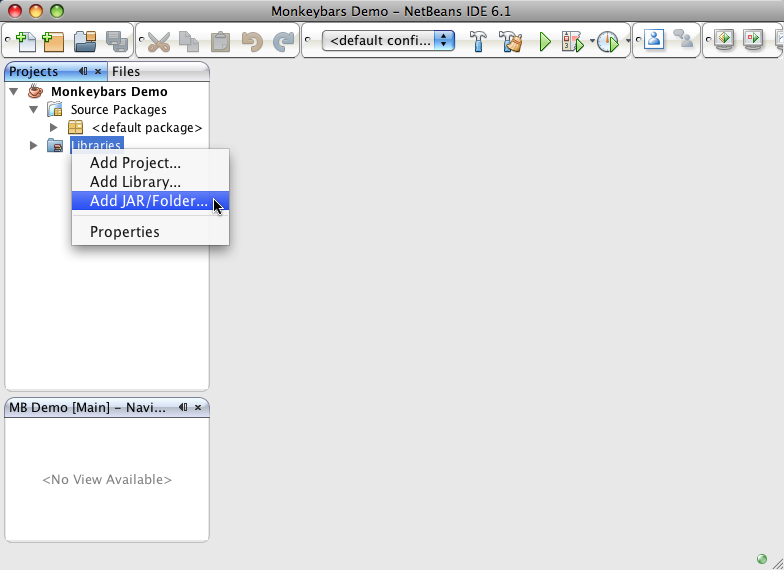 Monkeybars Demo – NetBeans IDE 6.1
<default confi...
Projects
Files
Monkeybars Demo
Source Packages
<default package>
Libraries
Add Project...
Add Library...
Add JAR/Folder...
Properties
MB Demo [Main] – Navi...
<No View Available>